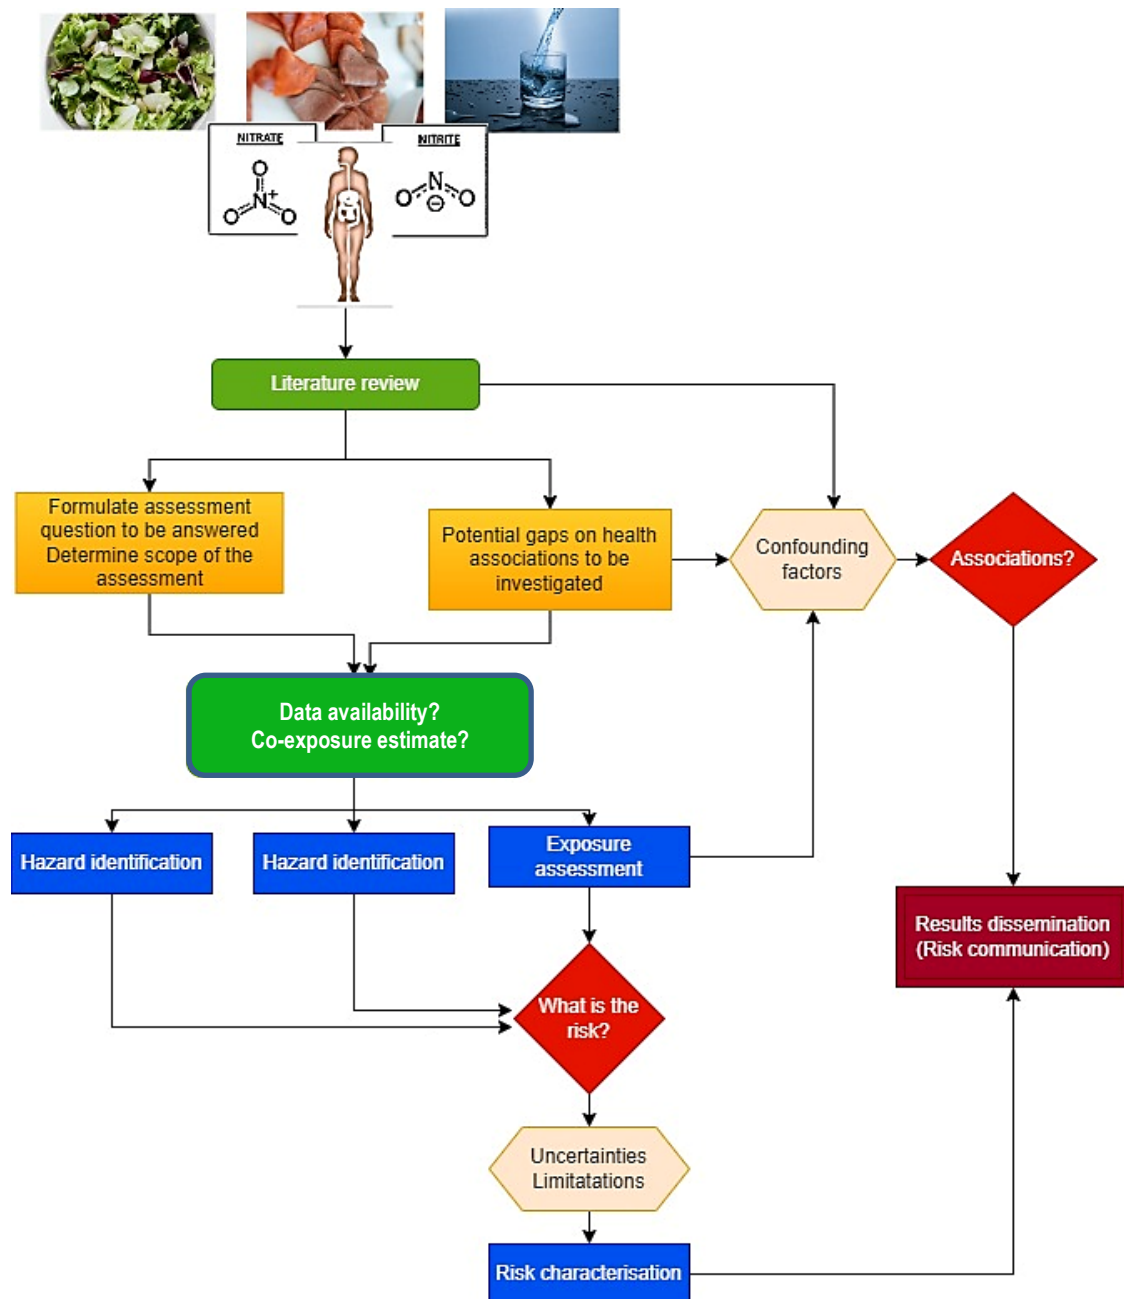 NITRATE
NITRITE
O
N+
O
O
N
O
O
⊖
Literature review
Formulate assessment
question to be answered
Determine scope of the
assessment
Potential gaps on health
associations to be
investigated
Confounding
factors
Associations?
Data availability?
Co-exposure estimate?
Hazard identification
Hazard identification
Exposure
assessment
Results dissemination
(Risk communication)
What is the
risk?
Uncertainties
Limitatations
Risk characterisation